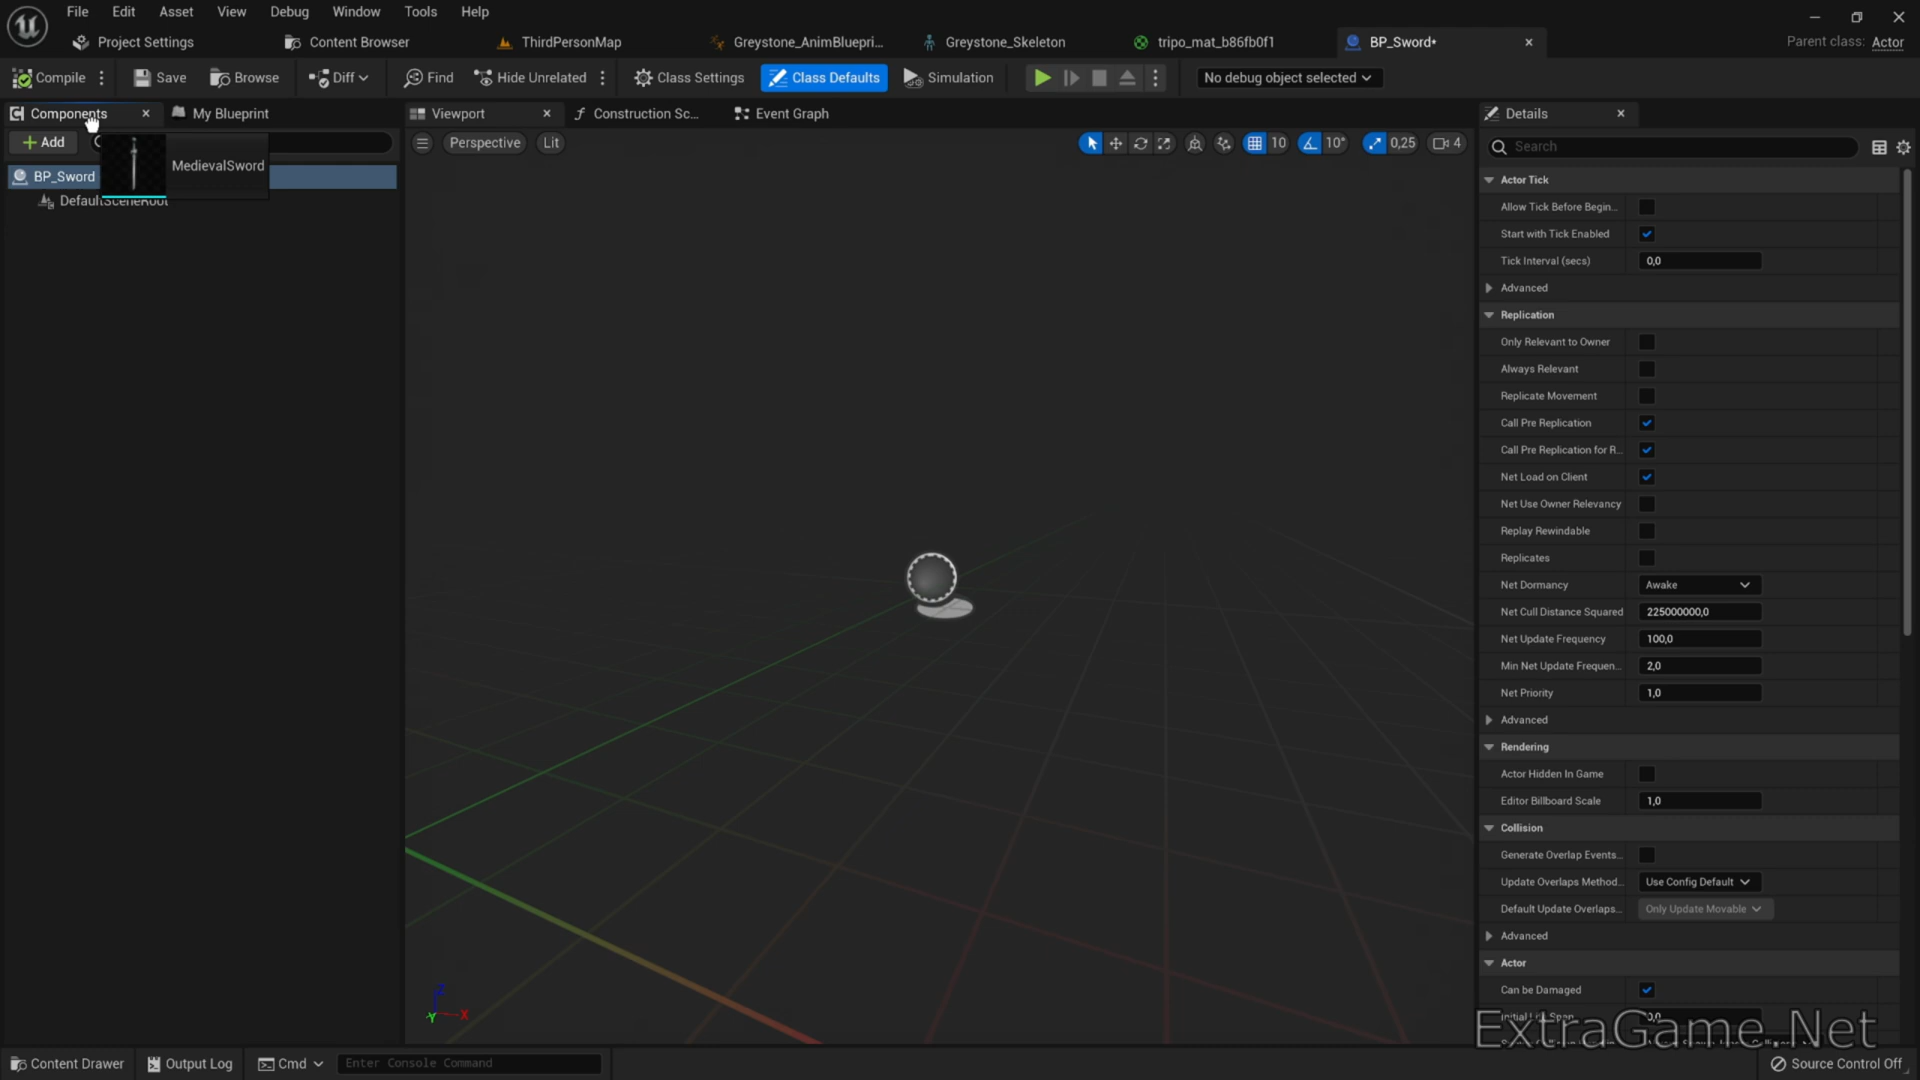 File Edit Asset View Debug Window Tools Help
Project Settings Content Browser ThirdPersonMap Greystone_AnimBluepri... Greystone_Skeleton tripo_mat_b86fb0f1 BP_Sword* Parent class: Actor
Compile Save Browse Diff Find Hide Unrelated Class Settings Class Defaults Simulation No debug object selected
Components My Blueprint Viewport Construction Sc... Event Graph Details
Add Perspective Lit 10 10° 0,25 4 Search
MedievalSword
BP_Sword
DefaultSceneRoot
Actor Tick
Allow Tick Before Begin...
Start with Tick Enabled
Tick Interval (secs) 0,0
Advanced
Replication
Only Relevant to Owner
Always Relevant
Replicate Movement
Call Pre Replication
Call Pre Replication for R...
Net Load on Client
Net Use Owner Relevancy
Replay Rewindable
Replicates
Net Dormancy Awake
Net Cull Distance Squared 225000000,0
Net Update Frequency 100,0
Min Net Update Frequen... 2,0
Net Priority 1,0
Advanced
Rendering
Actor Hidden In Game
Editor Billboard Scale 1,0
Collision
Generate Overlap Events...
Update Overlaps Method... Use Config Default
Default Update Overlaps... Only Update Movable
Advanced
Actor
Can be Damaged
Z
Y X
ExtraGame.Net
Content Drawer Output Log Cmd Enter Console Command Source Control Off